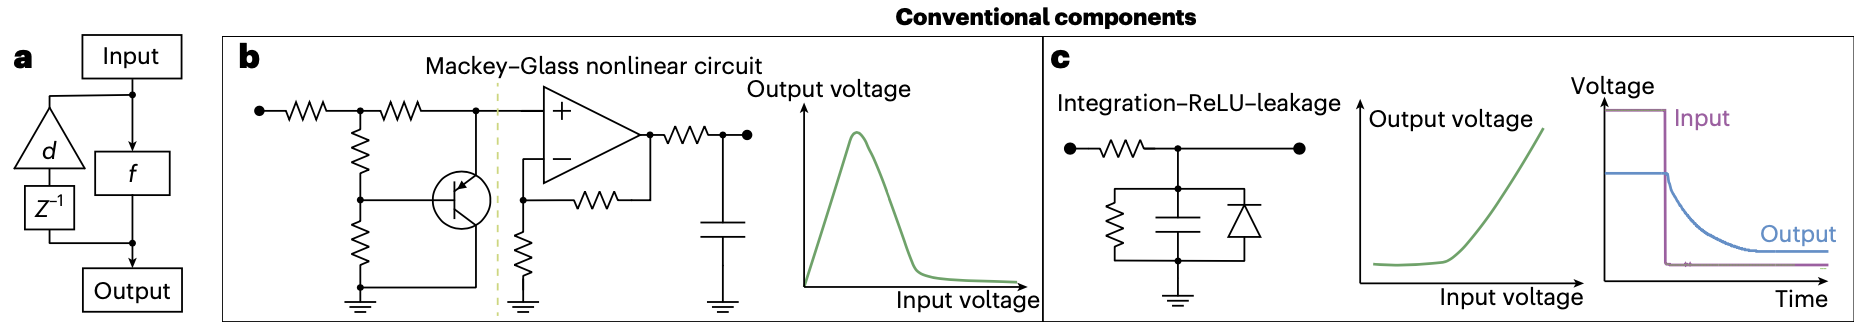 Conventional components
a
Input
d
f
Z⁻¹
Output
b
Mackey–Glass nonlinear circuit
+
−
Output voltage
Input voltage
c
Integration–ReLU–leakage
Output voltage
Input voltage
Voltage
Input
Output
Time